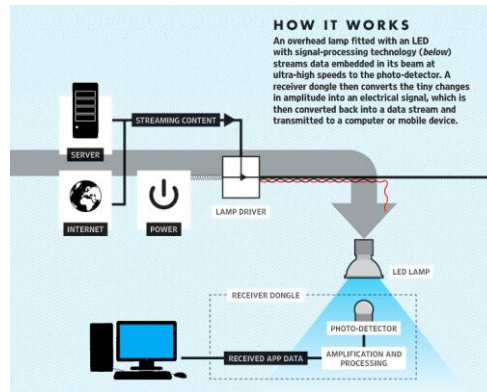 HOW IT WORKS
An overhead lamp fitted with an LED
with signal-processing technology (below)
streams data embedded in its beam at
ultra-high speeds to the photo-detector. A
receiver dongle then converts the tiny changes
in amplitude into an electrical signal, which is
then converted back into a data stream and
transmitted to a computer or mobile device.
STREAMING CONTENT
SERVER
INTERNET
POWER
LAMP DRIVER
LED LAMP
RECEIVER DONGLE
PHOTO-DETECTOR
RECEIVED APP DATA
AMPLIFICATION AND
PROCESSING